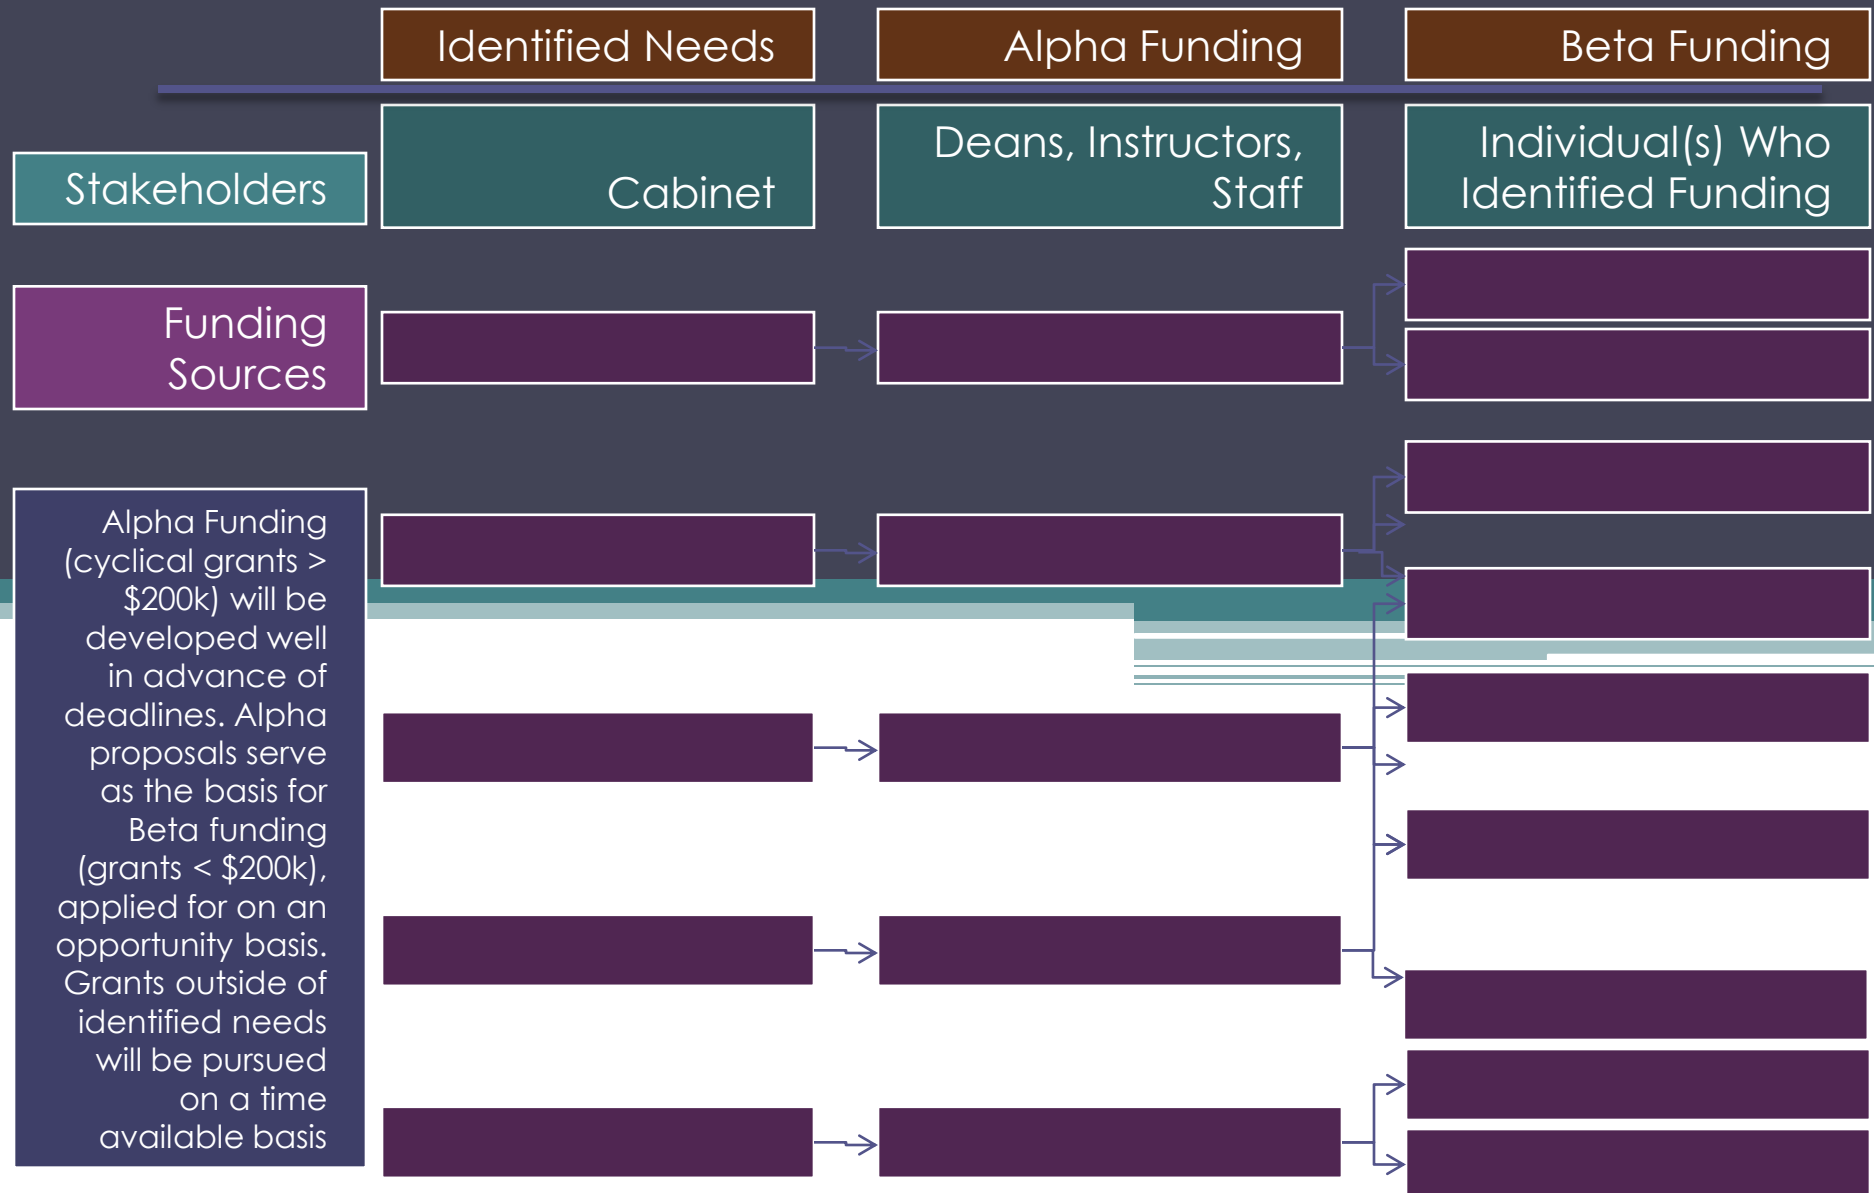 Identified Needs
Alpha Funding
Beta Funding
Stakeholders
Cabinet
Deans, Instructors,
Staff
Individual(s) Who
Identified Funding
Funding
Sources
Alpha Funding
(cyclical grants >
$200k) will be
developed well
in advance of
deadlines. Alpha
proposals serve
as the basis for
Beta funding
(grants < $200k),
applied for on an
opportunity basis.
Grants outside of
identified needs
will be pursued
on a time
available basis